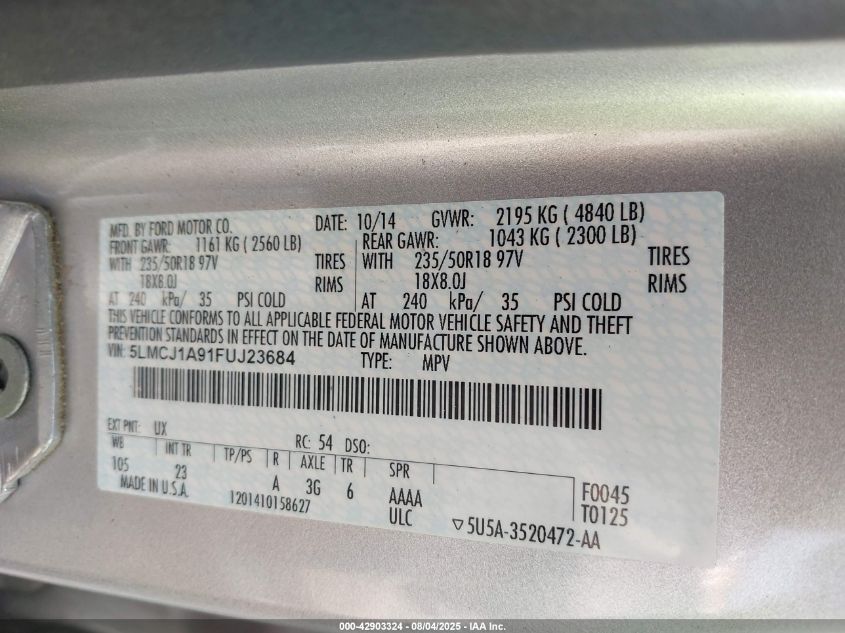 MFD. BY FORD MOTOR CO. DATE: 10/14 GVWR: 2195 KG ( 4840 LB)
FRONT GAWR: 1161 KG ( 2560 LB) REAR GAWR: 1043 KG ( 2300 LB)
WITH 235/50R18 97V TIRES WITH 235/50R18 97V TIRES
18X8.0J RIMS 18X8.0J RIMS
AT 240 kPa/ 35 PSI COLD AT 240 kPa/ 35 PSI COLD
THIS VEHICLE CONFORMS TO ALL APPLICABLE FEDERAL MOTOR VEHICLE SAFETY AND THEFT
PREVENTION STANDARDS IN EFFECT ON THE DATE OF MANUFACTURE SHOWN ABOVE.
VIN: 5LMCJ1A91FUJ23684 TYPE: MPV
EXT PNT: UX RC: 54 DSO:
WB INT TR TP/PS R AXLE TR SPR
105 23 A 3G 6 AAAA F0045
MADE IN U.S.A. 1201410158627 ULC T0125
▽5U5A-3520472-AA
000-42903324 - 08/04/2025 - IAA Inc.